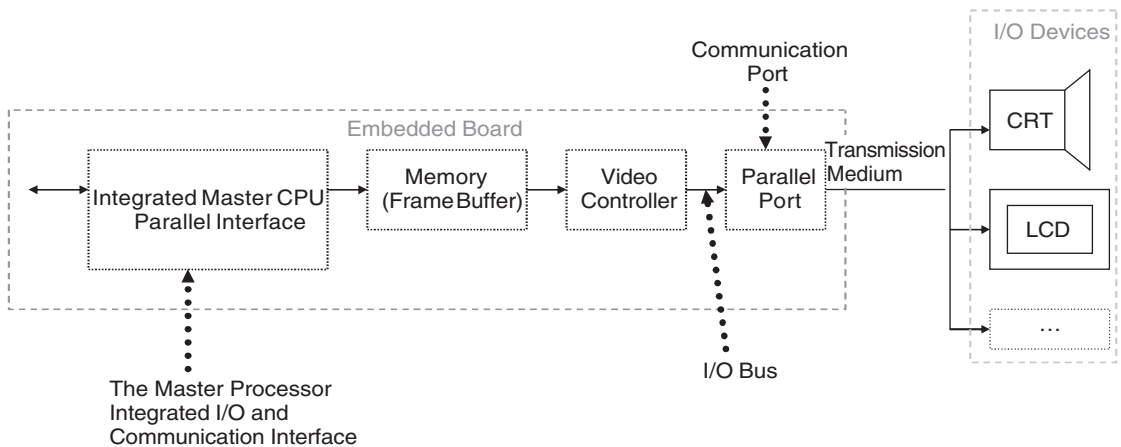 I/O Devices
Communication
Port
CRT
Embedded Board
Transmission
Medium
Integrated Master CPU
Parallel Interface
Memory
(Frame Buffer)
Video
Controller
Parallel
Port
LCD
...
I/O Bus
The Master Processor
Integrated I/O and
Communication Interface